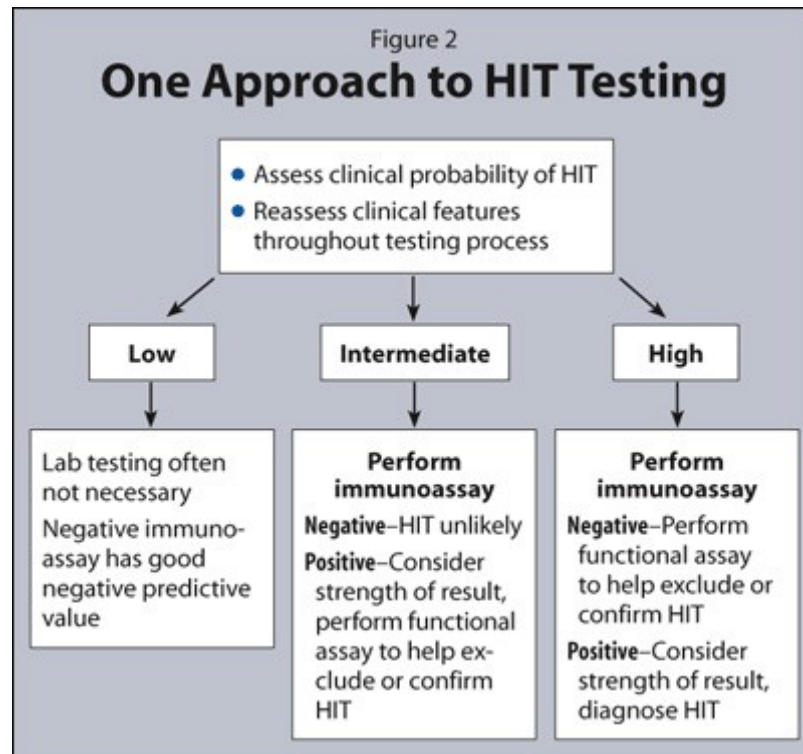 Figure 2
One Approach to HIT Testing
● Assess clinical probability of HIT
● Reassess clinical features
throughout testing process
Low
Intermediate
High
Lab testing often
not necessary
Negative immuno-
assay has good
negative predictive
value
Perform
immunoassay
Negative–HIT unlikely
Positive–Consider
strength of result,
perform functional
assay to help ex-
clude or confirm
HIT
Perform
immunoassay
Negative–Perform
functional assay
to help exclude or
confirm HIT
Positive–Consider
strength of result,
diagnose HIT